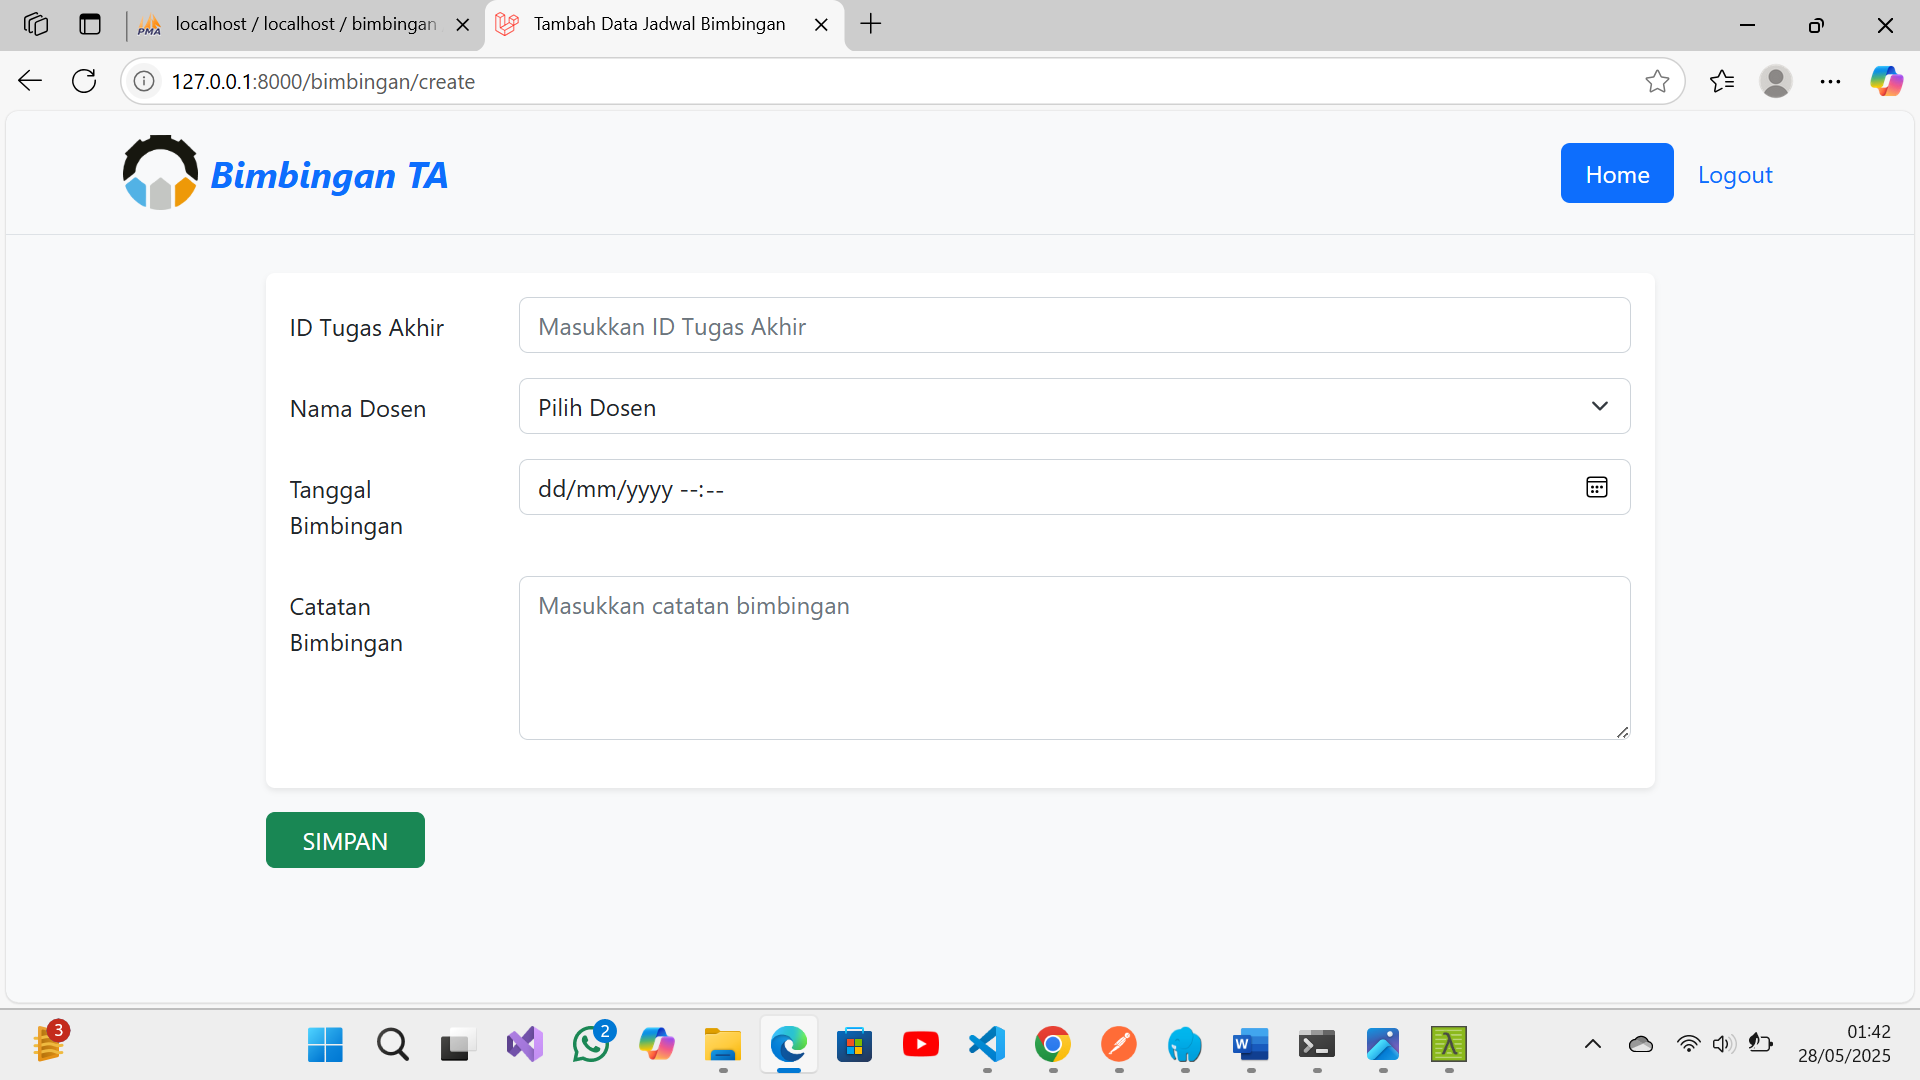 localhost / localhost / bimbingan
Tambah Data Jadwal Bimbingan
127.0.0.1:8000/bimbingan/create
Bimbingan TA
Home
Logout
ID Tugas Akhir
Masukkan ID Tugas Akhir
Nama Dosen
Pilih Dosen
Tanggal
Bimbingan
dd/mm/yyyy --:--
Catatan
Bimbingan
Masukkan catatan bimbingan
SIMPAN
3
2
01:42
28/05/2025
PMA
W
λ